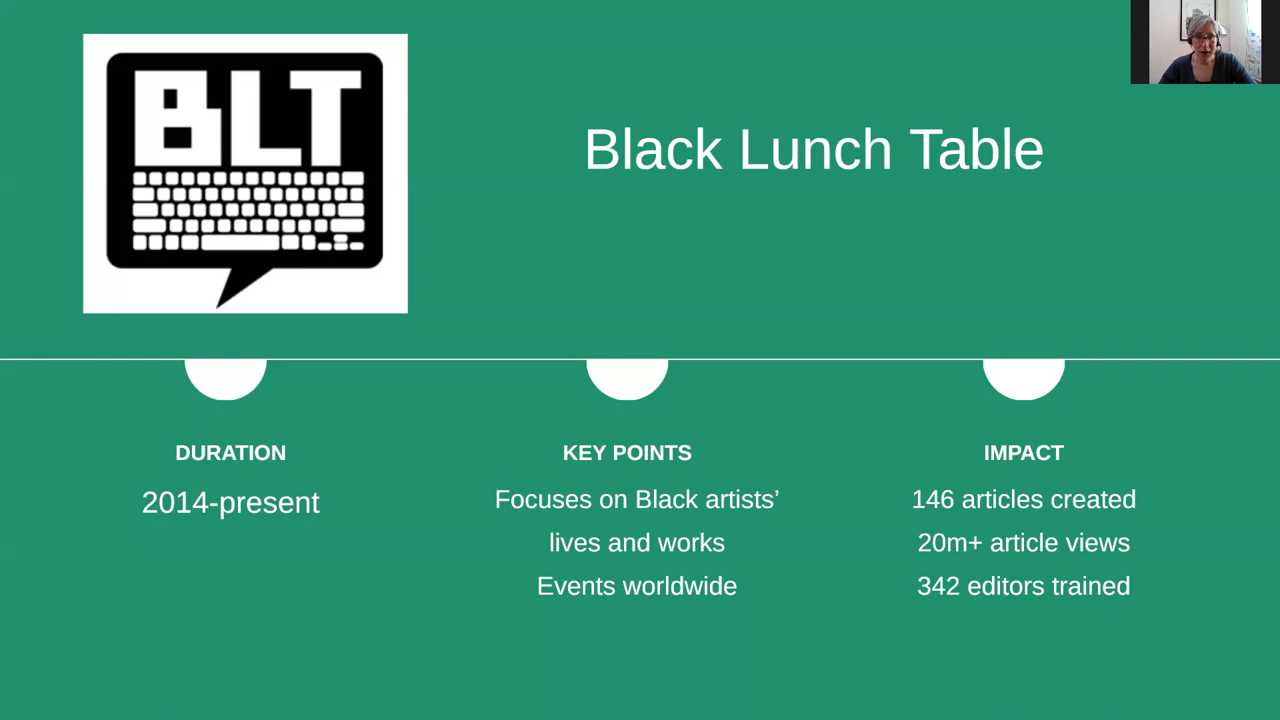 BLT
Black Lunch Table
DURATION
2014-present
KEY POINTS
Focuses on Black artists’
lives and works
Events worldwide
IMPACT
146 articles created
20m+ article views
342 editors trained